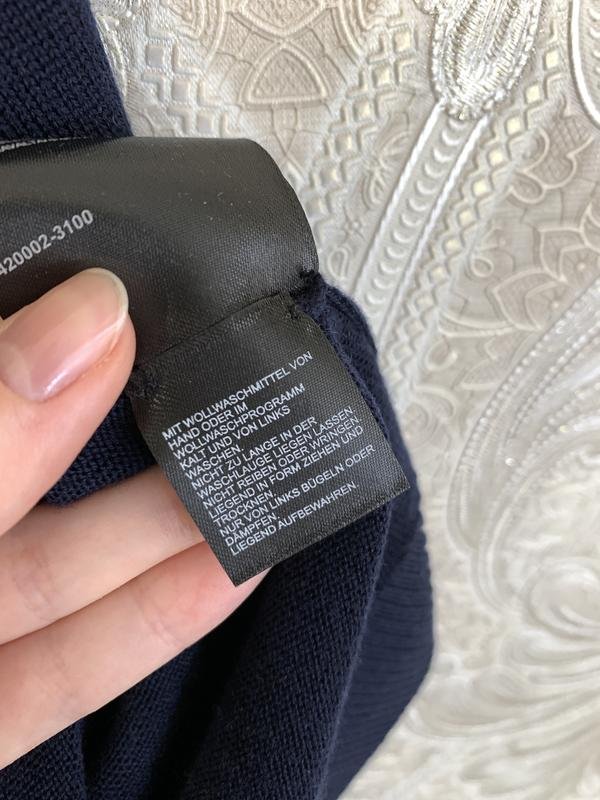 420002-3100
MIT WOLLWASCHMITTEL VON
HAND ODER IM
WOLLWASCHPROGRAMM
KALT UND VON LINKS
WASCHEN.
NICHT ZU LANGE IN DER
WASCHLAUGE LIEGEN LASSEN.
NICHT REIBEN ODER WRINGEN.
LIEGEND IN FORM ZIEHEN UND
TROCKNEN.
NUR VON LINKS BÜGELN ODER
DÄMPFEN.
LIEGEND AUFBEWAHREN.